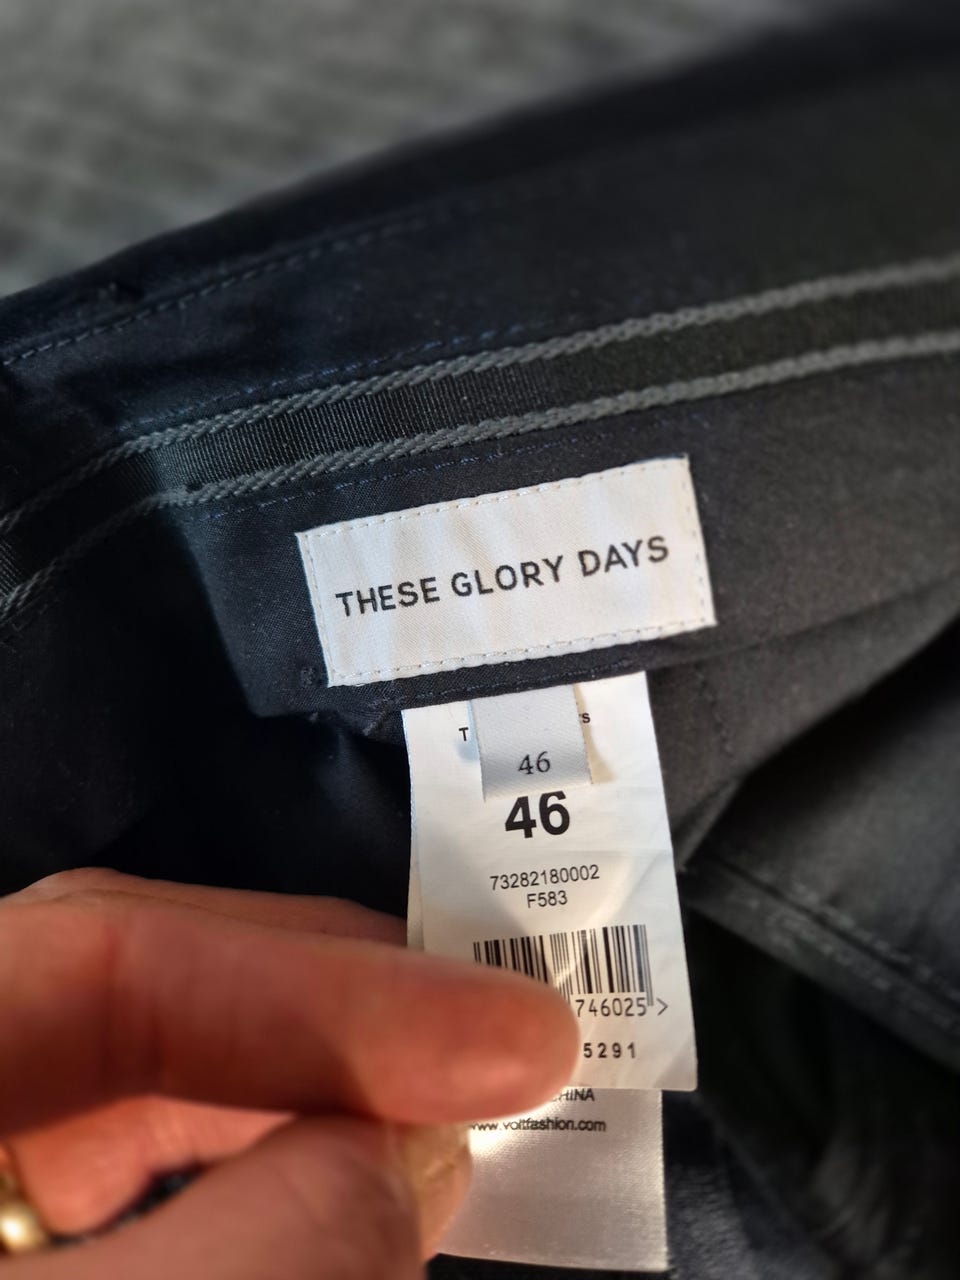 THESE GLORY DAYS
46
46
73282180002
F583
746025>
5291
www.voltfashion.com